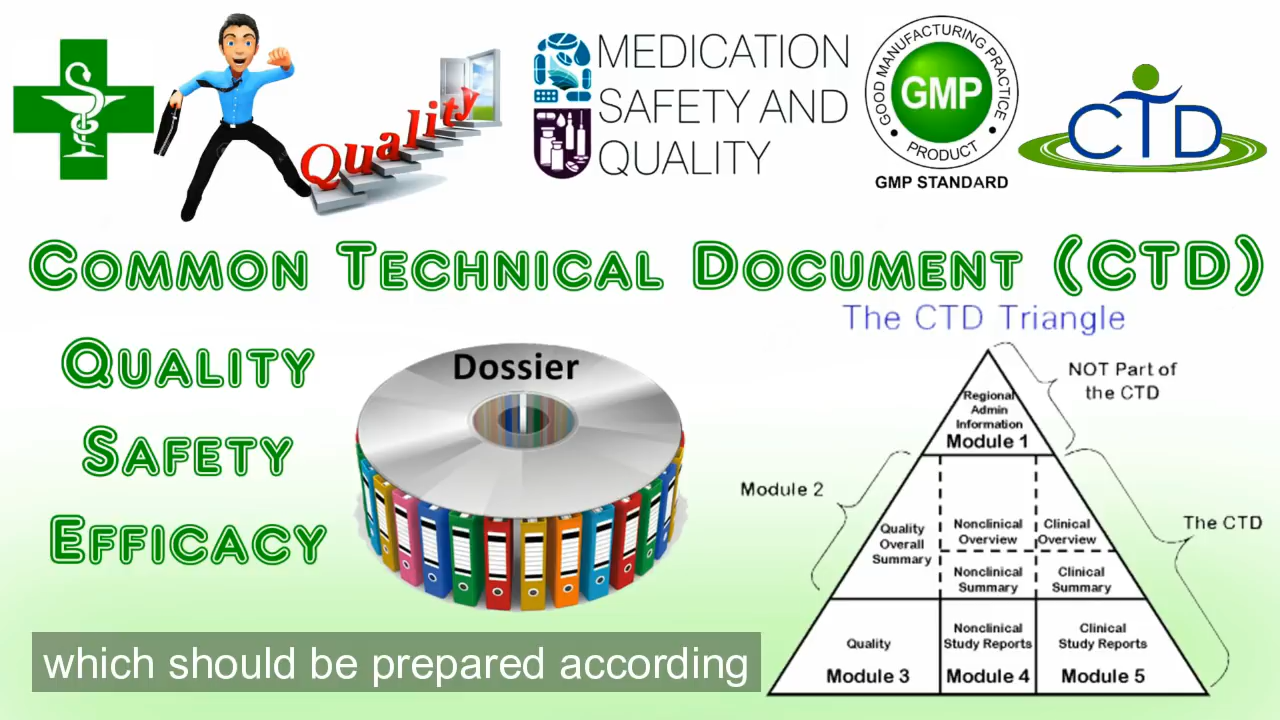 Quality
MEDICATION
SAFETY AND
QUALITY
GOOD MANUFACTURING PRACTICE
GMP
PRODUCT
GMP STANDARD
CTD
COMMON TECHNICAL DOCUMENT (CTD)
QUALITY
SAFETY
EFFICACY
Dossier
The CTD Triangle
NOT Part of
the CTD
Regional
Admin
Information
Module 1
Module 2
The CTD
Quality
Overall
Summary
Nonclinical
Overview
Clinical
Overview
Nonclinical
Summary
Clinical
Summary
Quality
Module 3
Nonclinical
Study Reports
Module 4
Clinical
Study Reports
Module 5
which should be prepared according